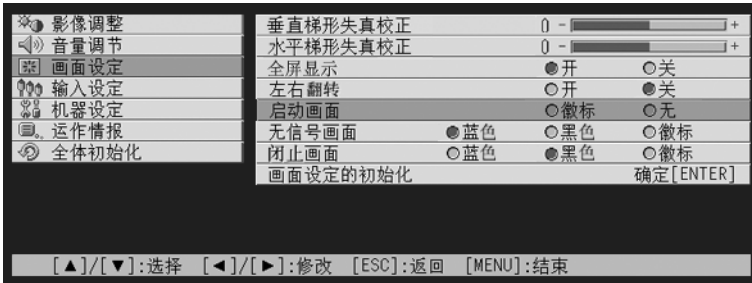 影像调整
音量调节
画面设定
输入设定
机器设定
运作情报
全体初始化
垂直梯形失真校正 0 - +
水平梯形失真校正 0 - +
全屏显示 开 关
左右翻转 开 关
启动画面 徽标 无
无信号画面 蓝色 黑色 徽标
闭止画面 蓝色 黑色 徽标
画面设定的初始化 确定[ENTER]
[▲]/[▼]:选择 [◄]/[►]:修改 [ESC]:返回 [MENU]:结束